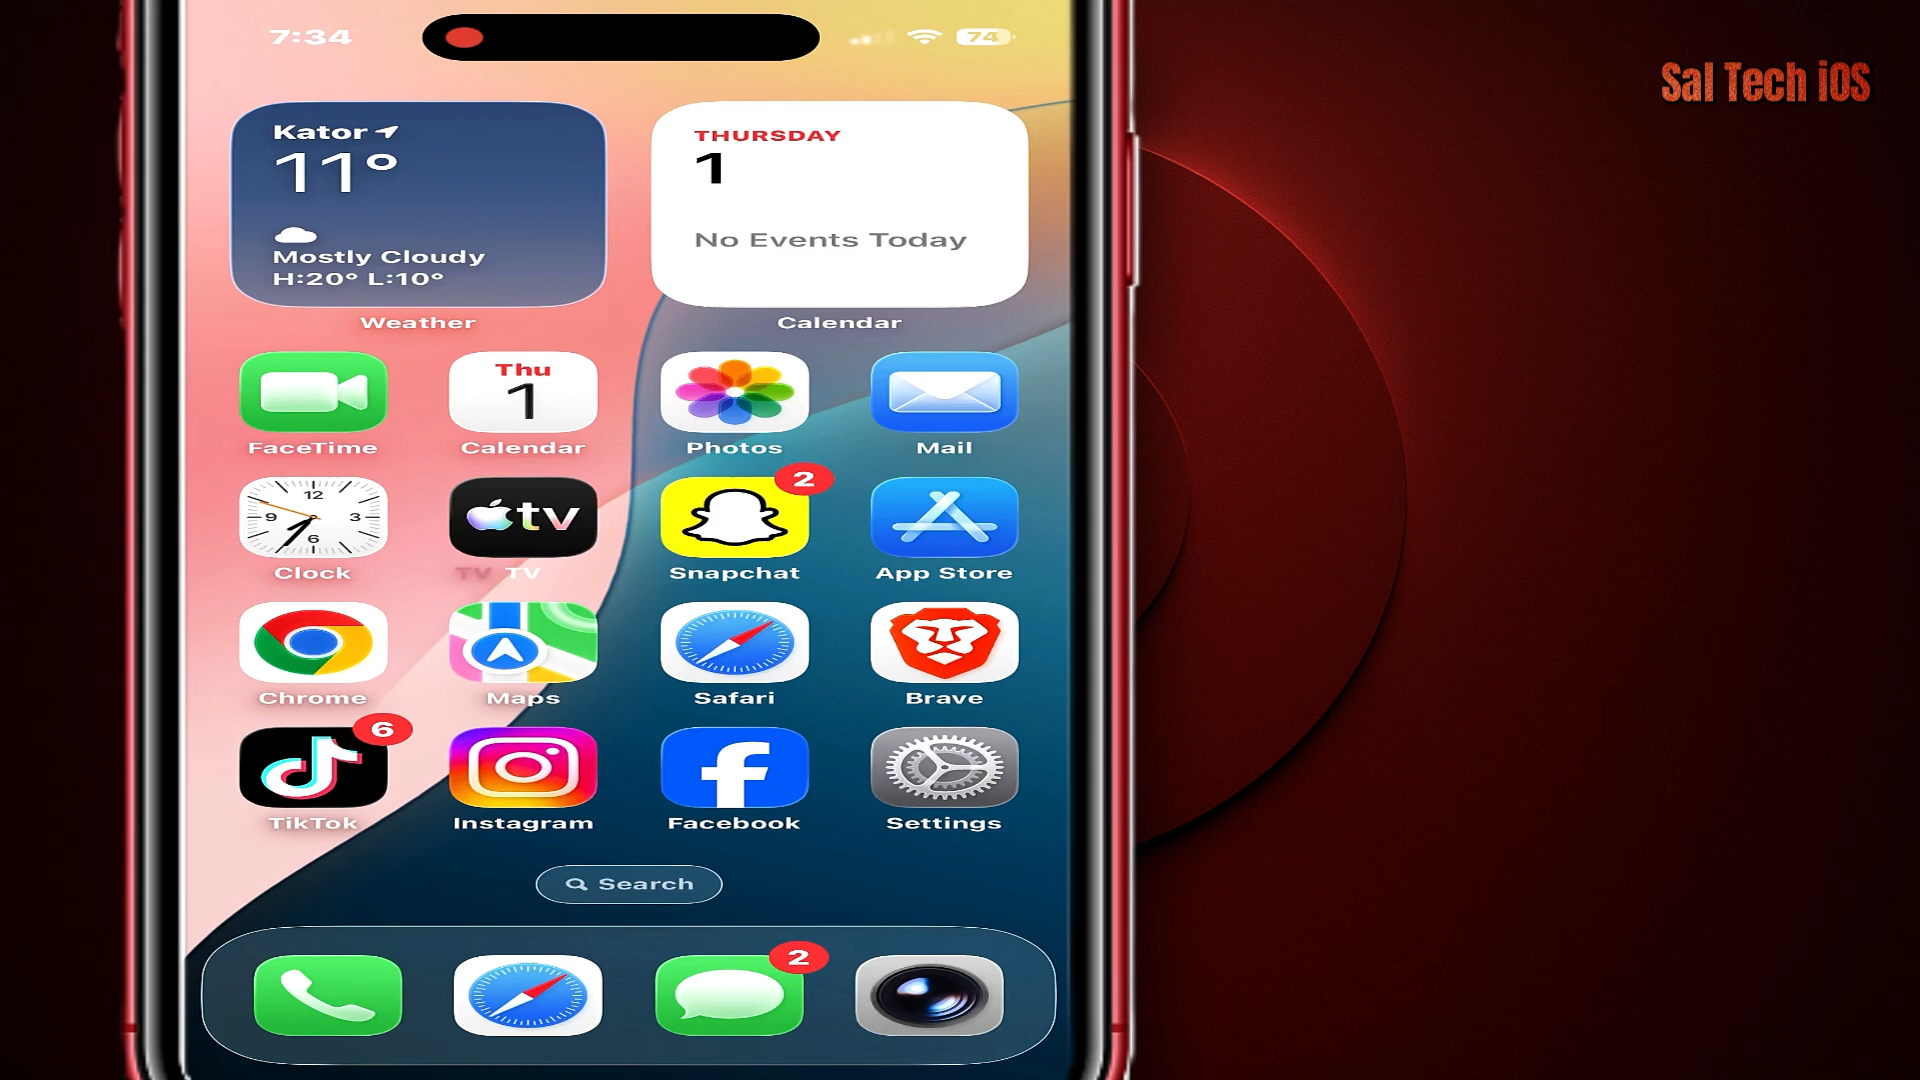 7:34
74
Sal Tech iOS
Kator
11°
Mostly Cloudy
H:20° L:10°
Weather
THURSDAY
1
No Events Today
Calendar
Thu
1
FaceTime
Calendar
Photos
Mail
12
9
3
6
tv
2
Clock
TV TV
Snapchat
App Store
Chrome
Maps
Safari
Brave
6
TikTok
Instagram
Facebook
Settings
Search
2